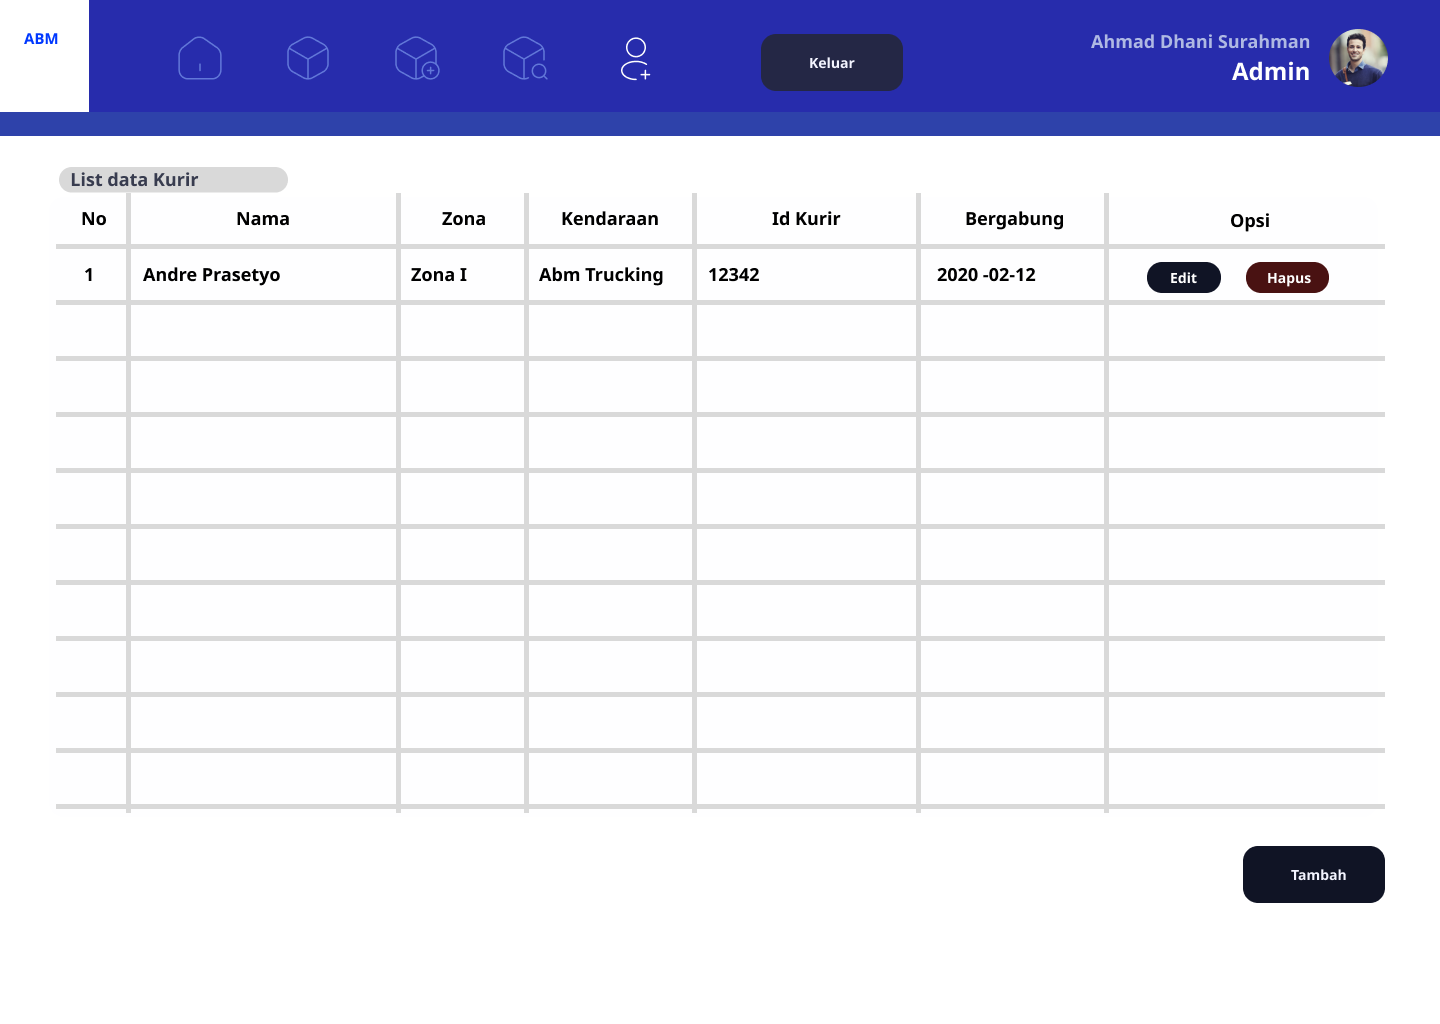 ABM
Keluar
Ahmad Dhani Surahman
Admin
List data Kurir
No Nama Zona Kendaraan Id Kurir Bergabung Opsi
1 Andre Prasetyo Zona I Abm Trucking 12342 2020 -02-12 Edit Hapus
Tambah